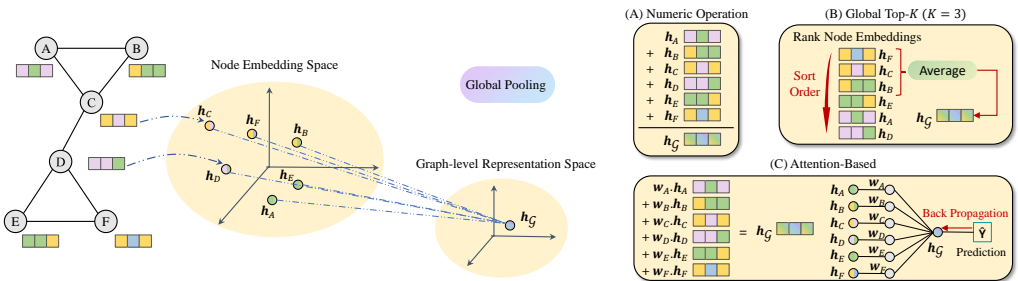 A
B
C
D
E
F
Node Embedding Space
Global Pooling
h_C
h_F
h_B
h_D
h_E
h_A
Graph-level Representation Space
h_G
(A) Numeric Operation
h_A
+ h_B
+ h_C
+ h_D
+ h_E
+ h_F
h_G
(B) Global Top-K (K = 3)
Rank Node Embeddings
Sort
Order
h_F
h_C
h_B
h_E
h_A
h_D
Average
h_G
(C) Attention-Based
w_A.h_A
+ w_B.h_B
+ w_C.h_C
+ w_D.h_D
+ w_E.h_E
+ w_F.h_F
= h_G
h_A w_A
h_B w_B
h_C w_C
h_D w_D
h_E w_E
h_F w_F
h_G
Back Propagation
Ŷ
Prediction